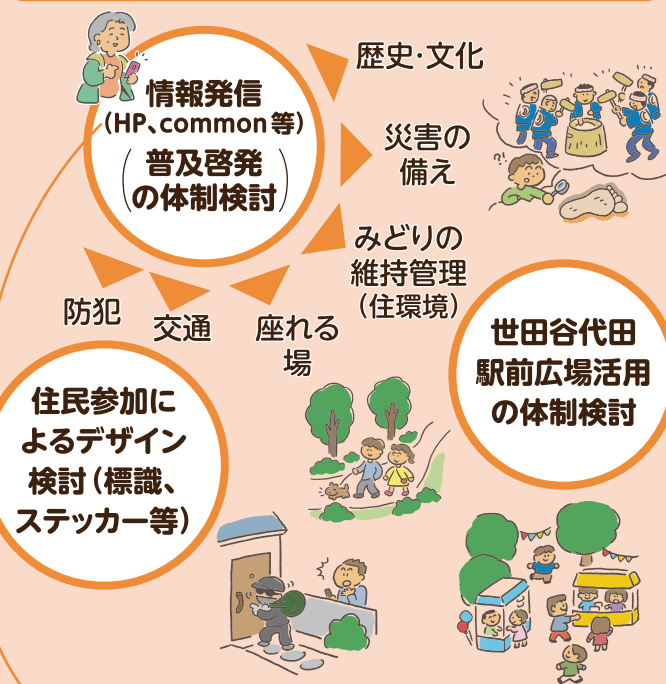 情報発信
（HP、common等）
（普及啓発
の体制検討）
歴史・文化
災害の
備え
みどりの
維持管理
（住環境）
防犯
交通
座れる
場
世田谷代田
駅前広場活用
の体制検討
住民参加に
よるデザイン
検討（標識、
ステッカー等）
?!